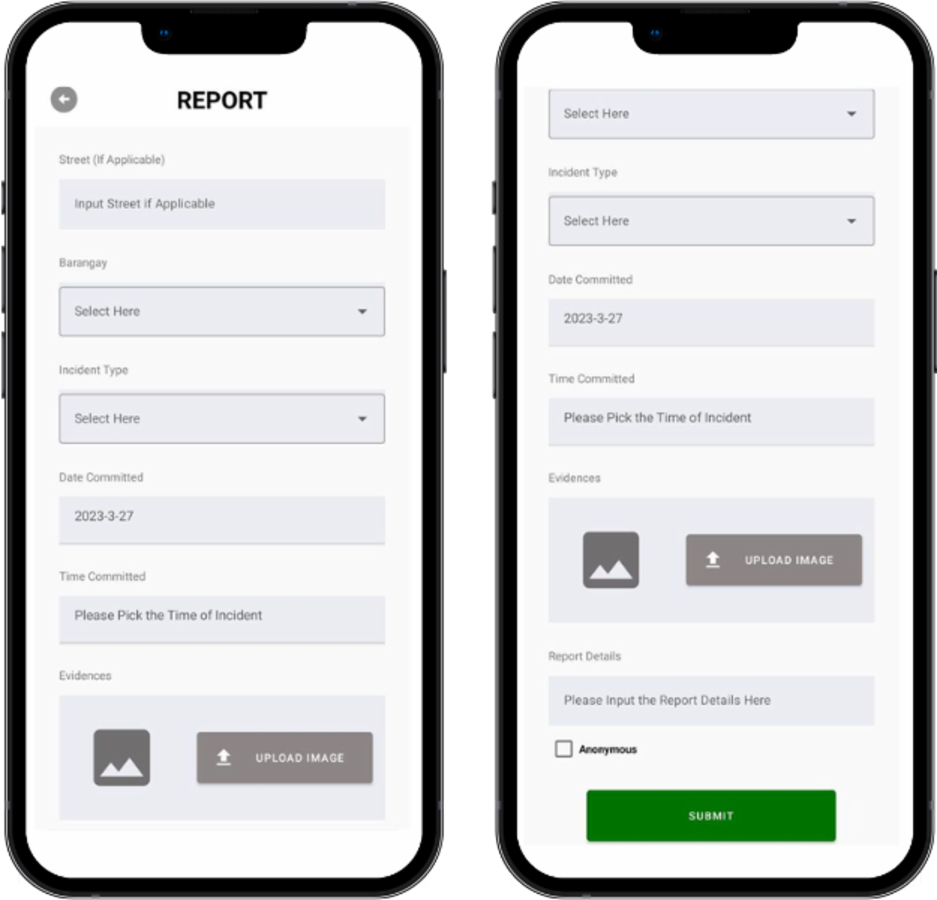 REPORT
Street (If Applicable)
Input Street if Applicable
Barangay
Select Here
Incident Type
Select Here
Date Committed
2023-3-27
Time Committed
Please Pick the Time of Incident
Evidences
UPLOAD IMAGE
Select Here
Incident Type
Select Here
Date Committed
2023-3-27
Time Committed
Please Pick the Time of Incident
Evidences
UPLOAD IMAGE
Report Details
Please Input the Report Details Here
Anonymous
SUBMIT